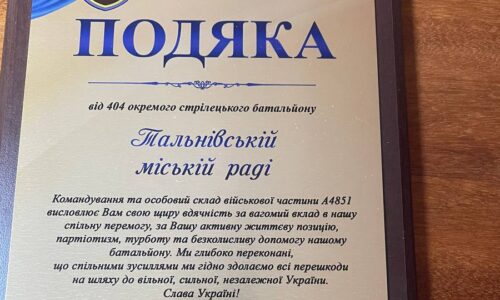 ПОДЯКА
від 404 окремого стрілецького батальйону
Тальнівській
міській раді
Командування та особовий склад військової частини А4851
висловлює Вам свою щиру вдячність за вагомий вклад в нашу
спільну перемогу, за Вашу активну життєву позицію,
партіотизм, турботу та безколисливу допомогу нашому
батальйону. Ми глибоко переконані,
що спільними зусиллями ми гідно здолаємо всі перешкоди
на шляху до вільної, сильної, незалежної України.
Слава Україні!